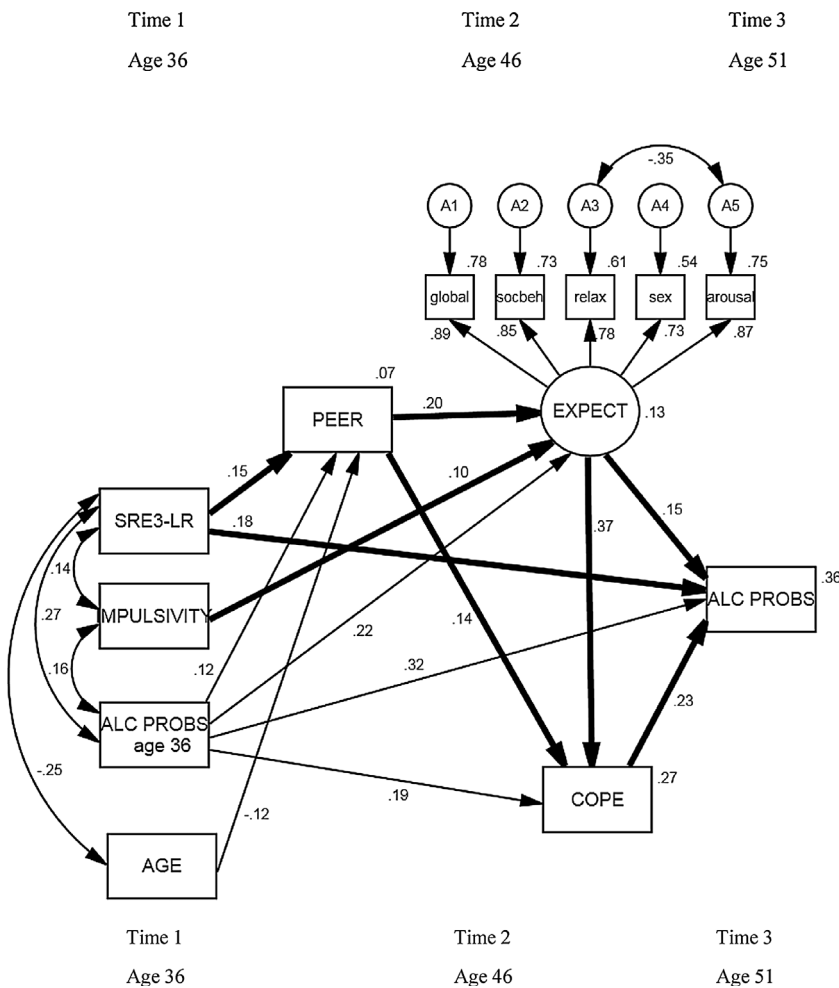 Time 1 Time 2 Time 3
Age 36 Age 46 Age 51
-.35
A1 A2 A3 A4 A5
.78 .73 .61 .54 .75
global socbeh relax sex arousal
.89 .85 .78 .73 .87
.07
PEER .20 EXPECT .13
.15 .10
SRE3-LR .18 .37 .15
.14
.36
MPULSIVITY ALC PROBS
.27 .22 .14
.16 .12 .32
ALC PROBS
age 36 .23
-.25 .19 .27
-.12 COPE
AGE
Time 1 Time 2 Time 3
Age 36 Age 46 Age 51